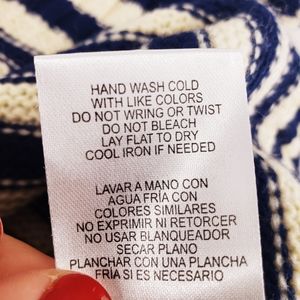 HAND WASH COLD
WITH LIKE COLORS
DO NOT WRING OR TWIST
DO NOT BLEACH
LAY FLAT TO DRY
COOL IRON IF NEEDED
LAVAR A MANO CON
AGUA FRÍA CON
COLORES SIMILARES
NO EXPRIMIR NI RETORCER
NO USAR BLANQUEADOR
SECAR PLANO
PLANCHAR CON UNA PLANCHA
FRÍA SI ES NECESARIO